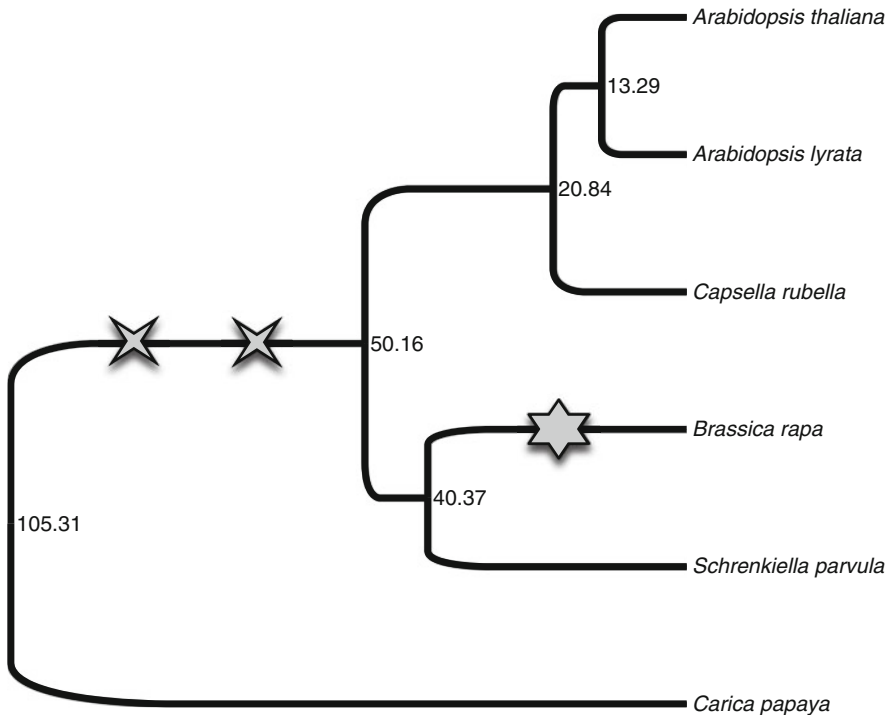 Arabidopsis thaliana
13.29
Arabidopsis lyrata
20.84
Capsella rubella
50.16
Brassica rapa
40.37
105.31
Schrenkiella parvula
Carica papaya